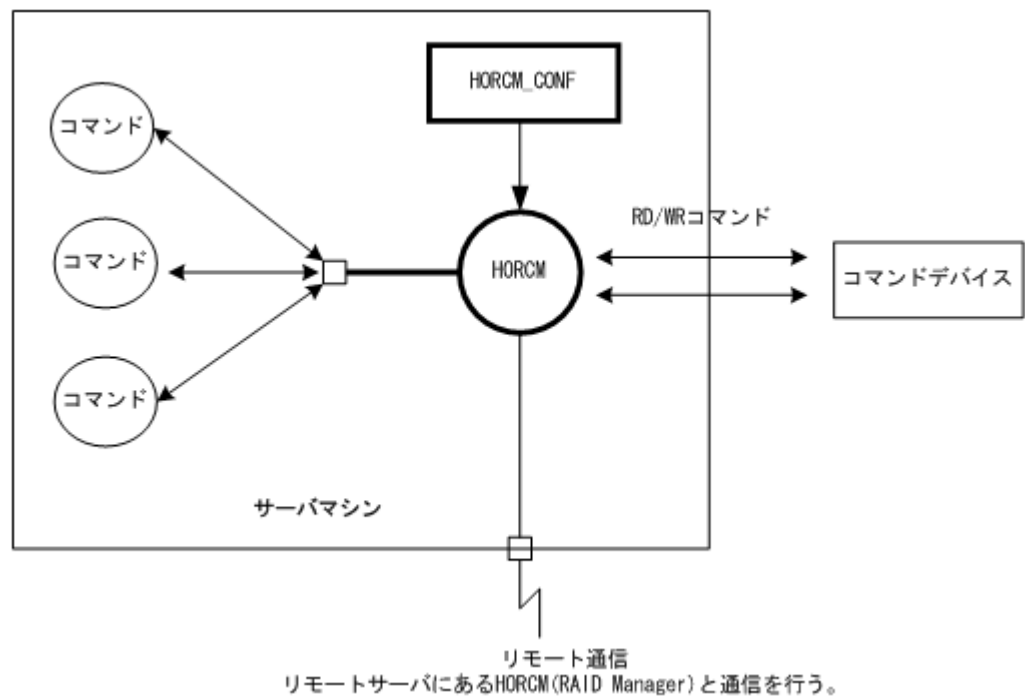 HORCM_CONF
コマンド
RD/WRコマンド
コマンド
HORCM
コマンドデバイス
コマンド
サーバマシン
リモート通信
リモートサーバにあるHORCM(RAID Manager)と通信を行う。